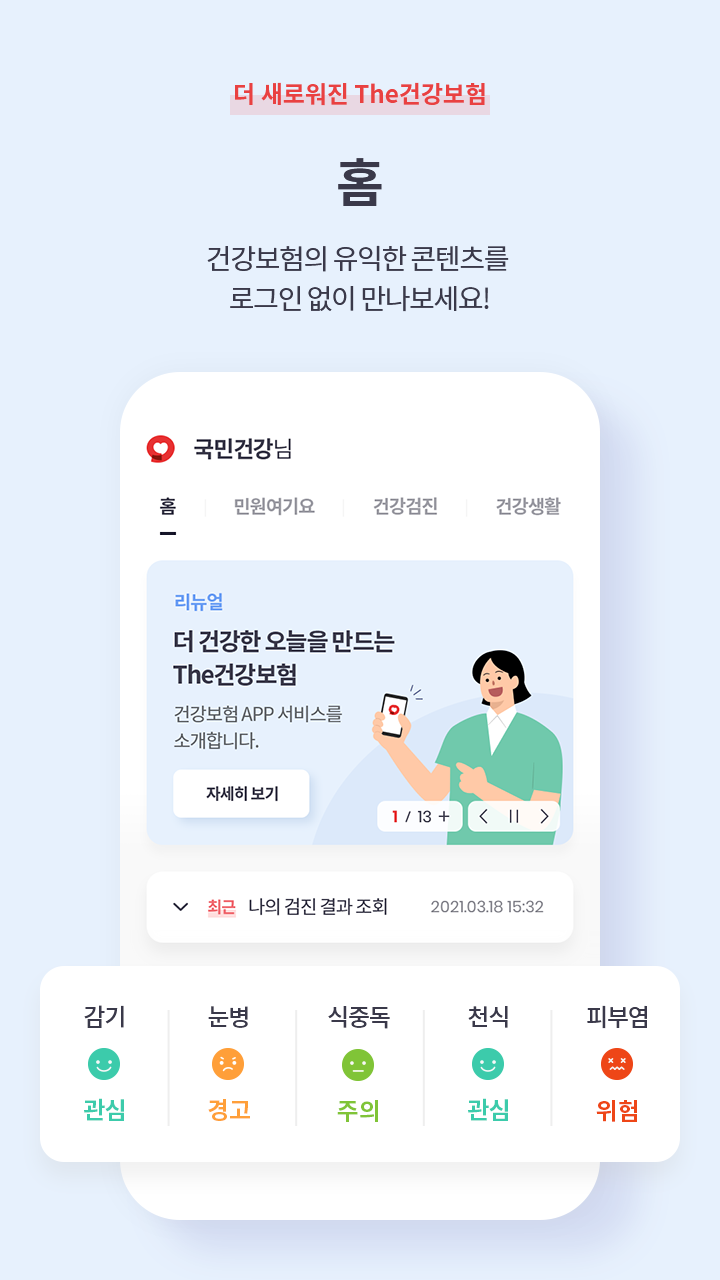 더 새로워진 The건강보험
홈
건강보험의 유익한 콘텐츠를
로그인 없이 만나보세요!
국민건강님
홈 민원여기요 건강검진 건강생활
리뉴얼
더 건강한 오늘을 만드는
The건강보험
건강보험 APP 서비스를
소개합니다.
자세히 보기
1 / 13 +
최근 나의 검진 결과 조회 2021.03.18 15:32
감기 눈병 식중독 천식 피부염
관심 경고 주의 관심 위험